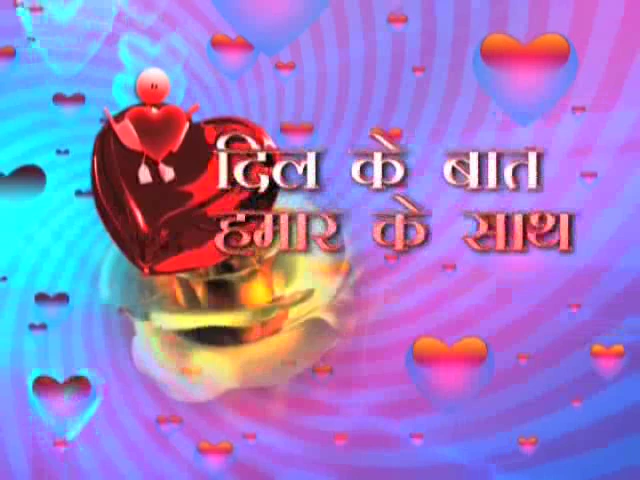 दिल के बात
हमार के साथ